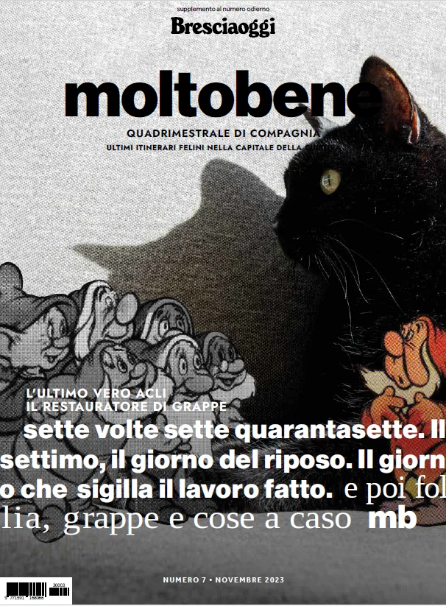 supplemento al numero odierno
Bresciaoggi
moltobene
QUADRIMESTRALE DI COMPAGNIA
ULTIMI ITINERARI FELINI NELLA CAPITALE DELLA
L'ULTIMO VERO ACLI
IL RESTAURATORE DI GRAPPE
sette volte sette quarantasette. Il
settimo, il giorno del riposo. Il giorn
o che sigilla il lavoro fatto. e poi fol
lia, grappe e cose a caso mb
NUMERO 7 • NOVEMBRE 2023